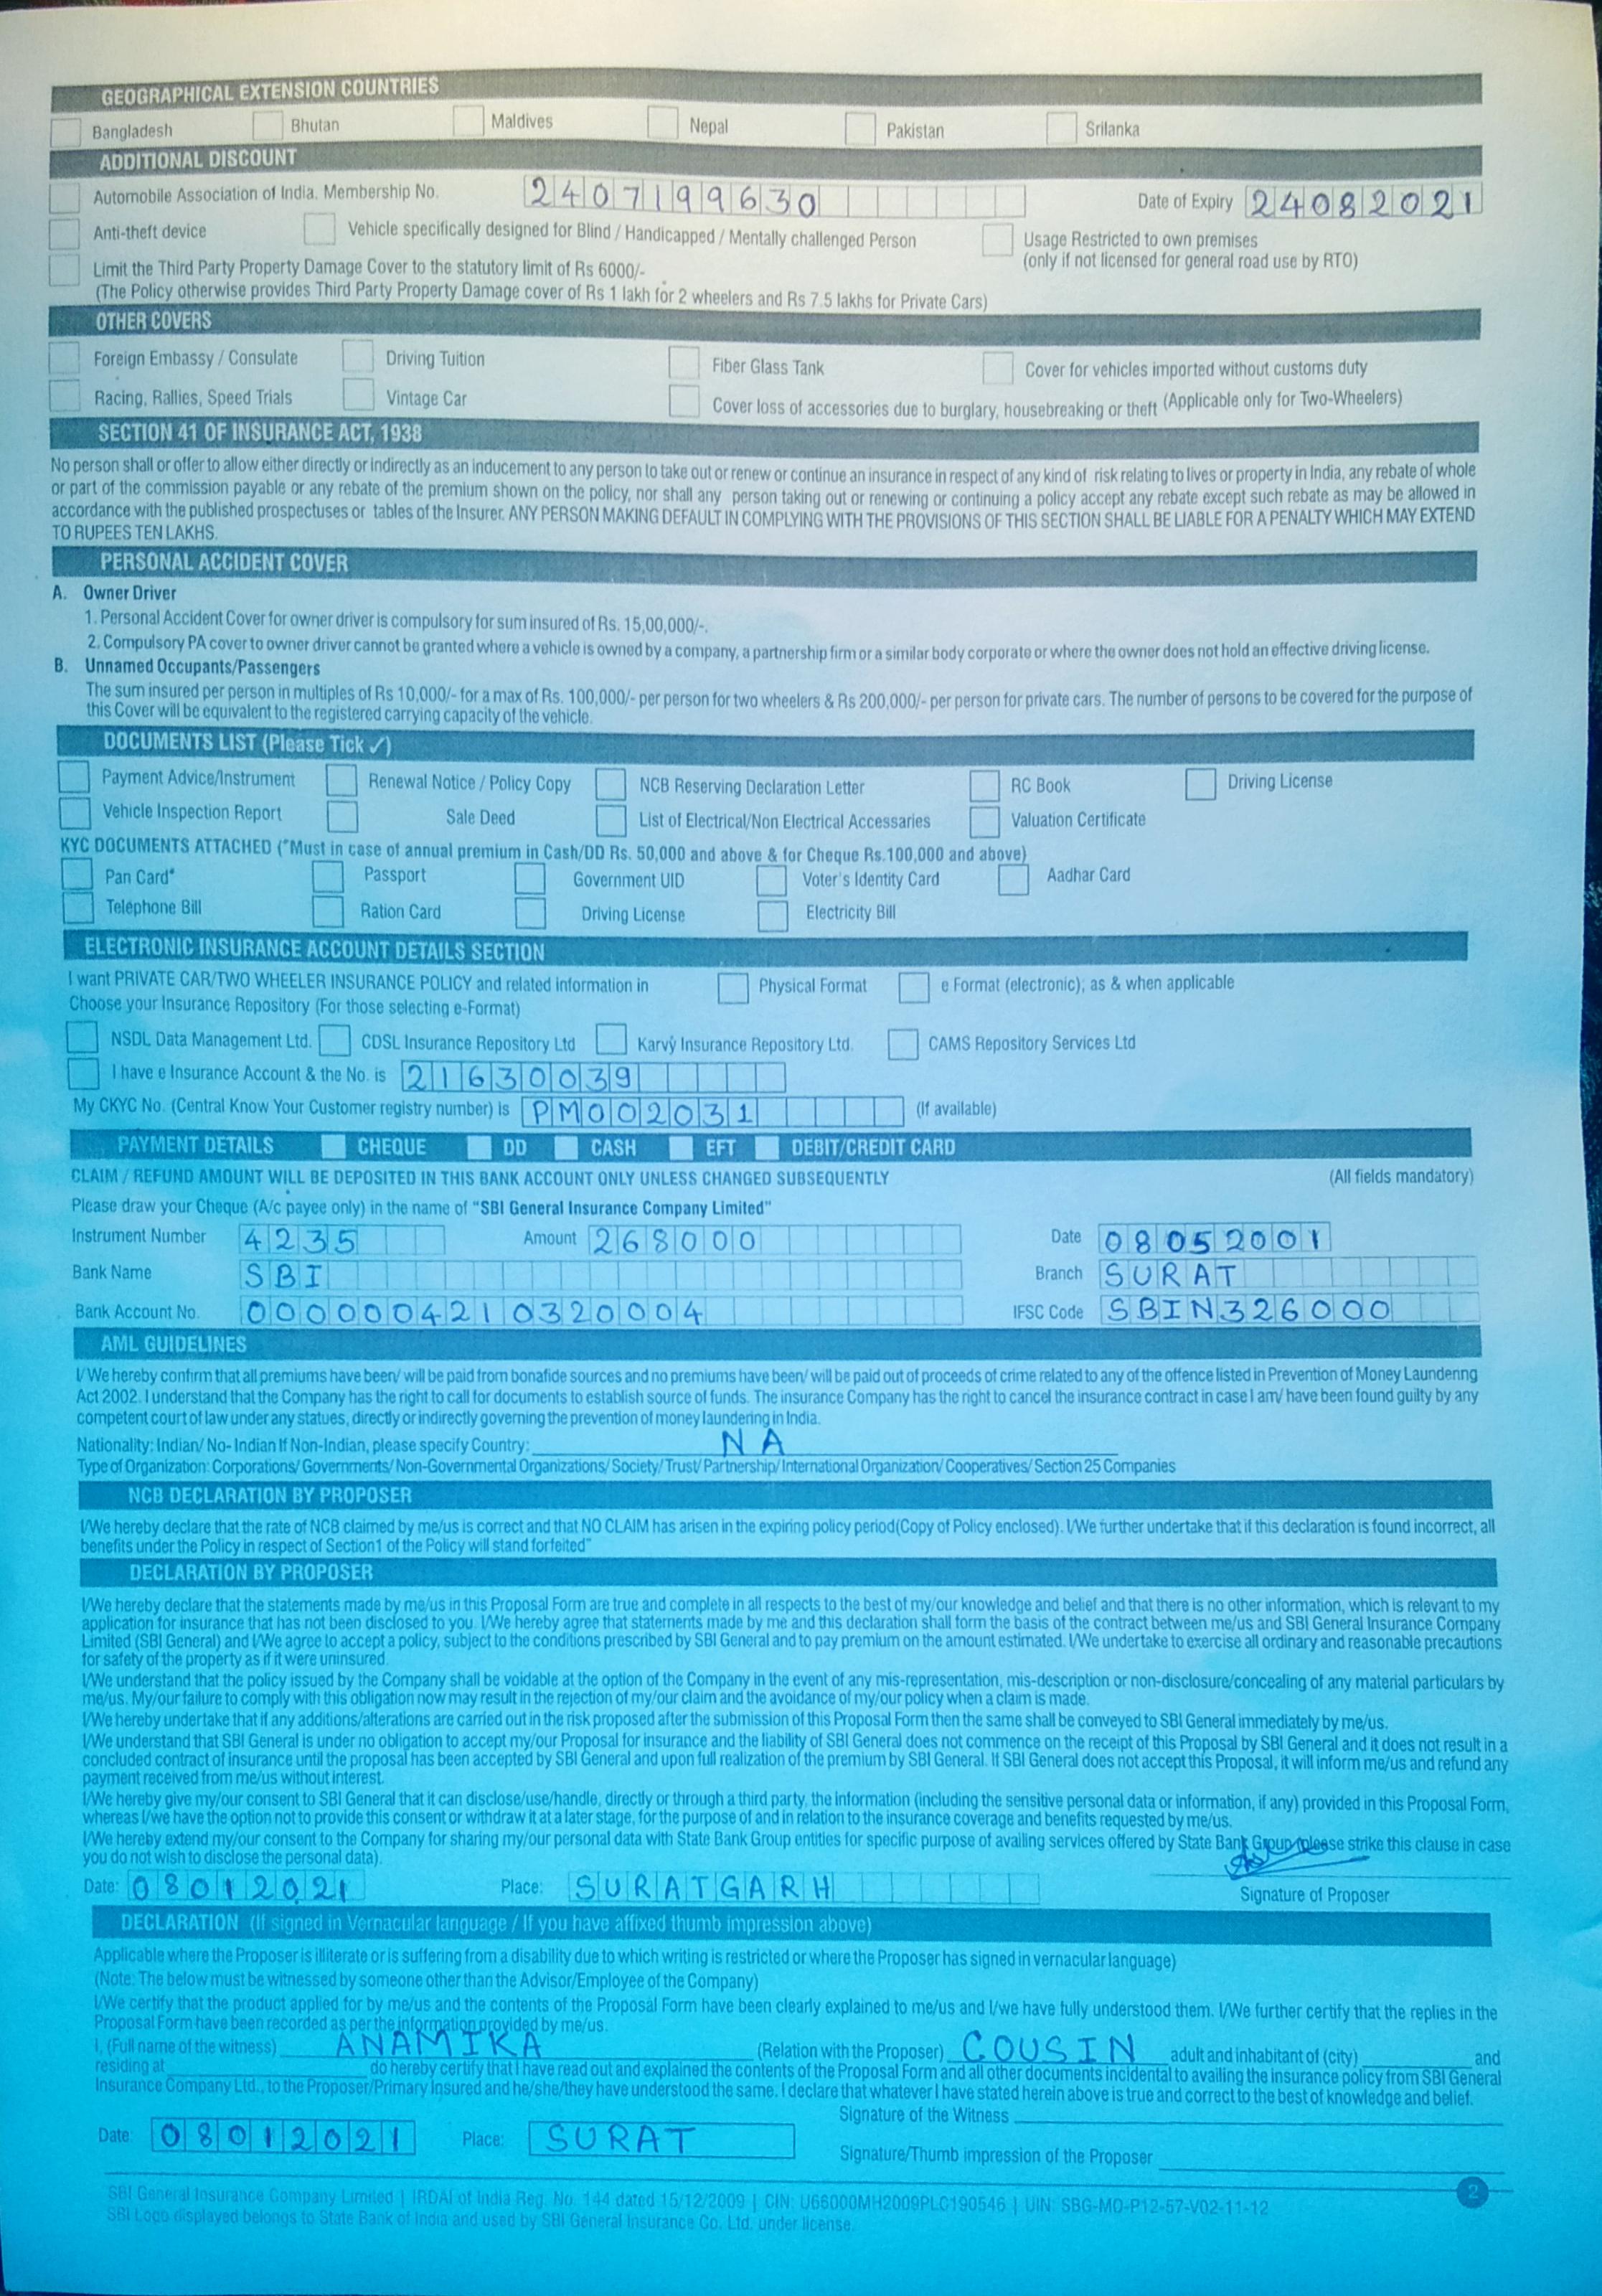 GEOGRAPHICAL EXTENSION COUNTRIES
Bangladesh Bhutan Maldives Nepal Pakistan Srilanka
ADDITIONAL DISCOUNT
Automobile Association of India. Membership No. 2407199630 Date of Expiry 24082021
Anti-theft device Vehicle specifically designed for Blind / Handicapped / Mentally challenged Person Usage Restricted to own premises
(only if not licensed for general road use by RTO)
Limit the Third Party Property Damage Cover to the statutory limit of Rs 6000/-
(The Policy otherwise provides Third Party Property Damage cover of Rs 1 lakh for 2 wheelers and Rs 7.5 lakhs for Private Cars)
OTHER COVERS
Foreign Embassy / Consulate Driving Tuition Fiber Glass Tank Cover for vehicles imported without customs duty
Racing, Rallies, Speed Trials Vintage Car Cover loss of accessories due to burglary, housebreaking or theft (Applicable only for Two-Wheelers)
SECTION 41 OF INSURANCE ACT, 1938
No person shall or offer to allow either directly or indirectly as an inducement to any person to take out or renew or continue an insurance in respect of any kind of risk relating to lives or property in India, any rebate of whole
or part of the commission payable or any rebate of the premium shown on the policy, nor shall any person taking out or renewing or continuing a policy accept any rebate except such rebate as may be allowed in
accordance with the published prospectuses or tables of the Insurer. ANY PERSON MAKING DEFAULT IN COMPLYING WITH THE PROVISIONS OF THIS SECTION SHALL BE LIABLE FOR A PENALTY WHICH MAY EXTEND
TO RUPEES TEN LAKHS.
PERSONAL ACCIDENT COVER
A. Owner Driver
1. Personal Accident Cover for owner driver is compulsory for sum insured of Rs. 15,00,000/-.
2. Compulsory PA cover to owner driver cannot be granted where a vehicle is owned by a company, a partnership firm or a similar body corporate or where the owner does not hold an effective driving license.
B. Unnamed Occupants/Passengers
The sum insured per person in multiples of Rs 10,000/- for a max of Rs. 100,000/- per person for two wheelers & Rs 200,000/- per person for private cars. The number of persons to be covered for the purpose of
this Cover will be equivalent to the registered carrying capacity of the vehicle.
DOCUMENTS LIST (Please Tick ✓)
Payment Advice/Instrument Renewal Notice / Policy Copy NCB Reserving Declaration Letter RC Book Driving License
Vehicle Inspection Report Sale Deed List of Electrical/Non Electrical Accessaries Valuation Certificate
KYC DOCUMENTS ATTACHED (*Must in case of annual premium in Cash/DD Rs. 50,000 and above & for Cheque Rs.100,000 and above)
Pan Card* Passport Government UID Voter's Identity Card Aadhar Card
Telephone Bill Ration Card Driving License Electricity Bill
ELECTRONIC INSURANCE ACCOUNT DETAILS SECTION
I want PRIVATE CAR/TWO WHEELER INSURANCE POLICY and related information in Physical Format e Format (electronic); as & when applicable
Choose your Insurance Repository (For those selecting e-Format)
NSDL Data Management Ltd. CDSL Insurance Repository Ltd Karvy Insurance Repository Ltd. CAMS Repository Services Ltd
I have e Insurance Account & the No. is 21630039
My CKYC No. (Central Know Your Customer registry number) is PM002031 (If available)
PAYMENT DETAILS CHEQUE DD CASH EFT DEBIT/CREDIT CARD
CLAIM / REFUND AMOUNT WILL BE DEPOSITED IN THIS BANK ACCOUNT ONLY UNLESS CHANGED SUBSEQUENTLY (All fields mandatory)
Please draw your Cheque (A/c payee only) in the name of "SBI General Insurance Company Limited"
Instrument Number 4235 Amount 268000 Date 08052001
Bank Name SBI Branch SURAT
Bank Account No. 0000004210320004 IFSC Code SBIN326000
AML GUIDELINES
I/We hereby confirm that all premiums have been/ will be paid from bonafide sources and no premiums have been/ will be paid out of proceeds of crime related to any of the offence listed in Prevention of Money Laundenng
Act 2002. I understand that the Company has the right to call for documents to establish source of funds. The insurance Company has the right to cancel the insurance contract in case I am/ have been found guilty by any
competent court of law under any statues, directly or indirectly governing the prevention of money laundering in India.
Nationality: Indian/ No- Indian If Non-Indian, please specify Country: NA
Type of Organization: Corporations/ Governments/ Non-Governmental Organizations/ Society/ Trust/ Partnership/ International Organization/ Cooperatives/ Section 25 Companies
NCB DECLARATION BY PROPOSER
I/We hereby declare that the rate of NCB claimed by me/us is correct and that NO CLAIM has arisen in the expiring policy period(Copy of Policy enclosed). I/We further undertake that if this declaration is found incorrect, all
benefits under the Policy in respect of Section1 of the Policy will stand forfeited"
DECLARATION BY PROPOSER
I/We hereby declare that the statements made by me/us in this Proposal Form are true and complete in all respects to the best of my/our knowledge and belief and that there is no other information, which is relevant to my
application for insurance that has not been disclosed to you. I/We hereby agree that statements made by me and this declaration shall form the basis of the contract between me/us and SBI General Insurance Company
Limited (SBI General) and I/We agree to accept a policy, subject to the conditions prescribed by SBI General and to pay premium on the amount estimated. I/We undertake to exercise all ordinary and reasonable precautions
for safety of the property as if it were uninsured.
I/We understand that the policy issued by the Company shall be voidable at the option of the Company in the event of any mis-representation, mis-description or non-disclosure/concealing of any material particulars by
me/us. My/our failure to comply with this obligation now may result in the rejection of my/our claim and the avoidance of my/our policy when a claim is made.
I/We hereby undertake that if any additions/alterations are carried out in the risk proposed after the submission of this Proposal Form then the same shall be conveyed to SBI General immediately by me/us.
I/We understand that SBI General is under no obligation to accept my/our Proposal for insurance and the liability of SBI General does not commence on the receipt of this Proposal by SBI General and it does not result in a
concluded contract of insurance until the proposal has been accepted by SBI General and upon full realization of the premium by SBI General. If SBI General does not accept this Proposal, it will inform me/us and refund any
payment received from me/us without interest.
I/We hereby give my/our consent to SBI General that it can disclose/use/handle, directly or through a third party, the Information (including the sensitive personal data or information, if any) provided in this Proposal Form,
whereas I/we have the option not to provide this consent or withdraw it at a later stage, for the purpose of and in relation to the insurance coverage and benefits requested by me/us.
I/We hereby extend my/our consent to the Company for sharing my/our personal data with State Bank Group entities for specific purpose of availing services offered by State Bank Group (please strike this clause in case
you do not wish to disclose the personal data).
Date: 08012021 Place: SURATGARH Signature of Proposer
DECLARATION (If signed in Vernacular language / If you have affixed thumb impression above)
Applicable where the Proposer is illiterate or is suffering from a disability due to which writing is restricted or where the Proposer has signed in vernacular language)
(Note: The below must be witnessed by someone other than the Advisor/Employee of the Company)
I/We certify that the product applied for by me/us and the contents of the Proposal Form have been clearly explained to me/us and I/we have fully understood them. I/We further certify that the replies in the
Proposal Form have been recorded as per the information provided by me/us.
I, (Full name of the witness) ANAMIKA (Relation with the Proposer) COUSIN adult and inhabitant of (city) and
residing at do hereby certify that I have read out and explained the contents of the Proposal Form and all other documents incidental to availing the insurance policy from SBI General
Insurance Company Ltd., to the Proposer/Primary Insured and he/she/they have understood the same. I declare that whatever I have stated herein above is true and correct to the best of knowledge and belief.
Signature of the Witness
Date: 08012021 Place: SURAT
Signature/Thumb impression of the Proposer
SBI General Insurance Company Limited | IRDAI of India Reg. No. 144 dated 15/12/2009 | CIN: U66000MH2009PLC190546 | UIN: SBG-MO-P12-57-V02-11-12
SBI Logo displayed belongs to State Bank of India and used by SBI General Insurance Co. Ltd. under license.
2